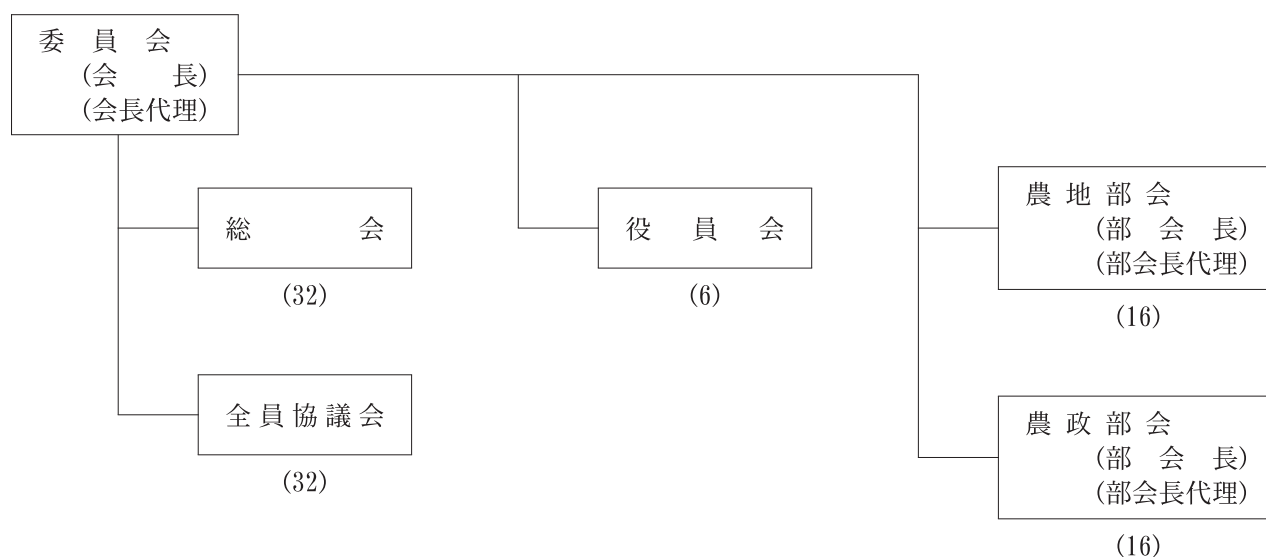 委員会
(会長)
(会長代理)
総会
(32)
全員協議会
(32)
役員会
(6)
農地部会
(部会長)
(部会長代理)
(16)
農政部会
(部会長)
(部会長代理)
(16)